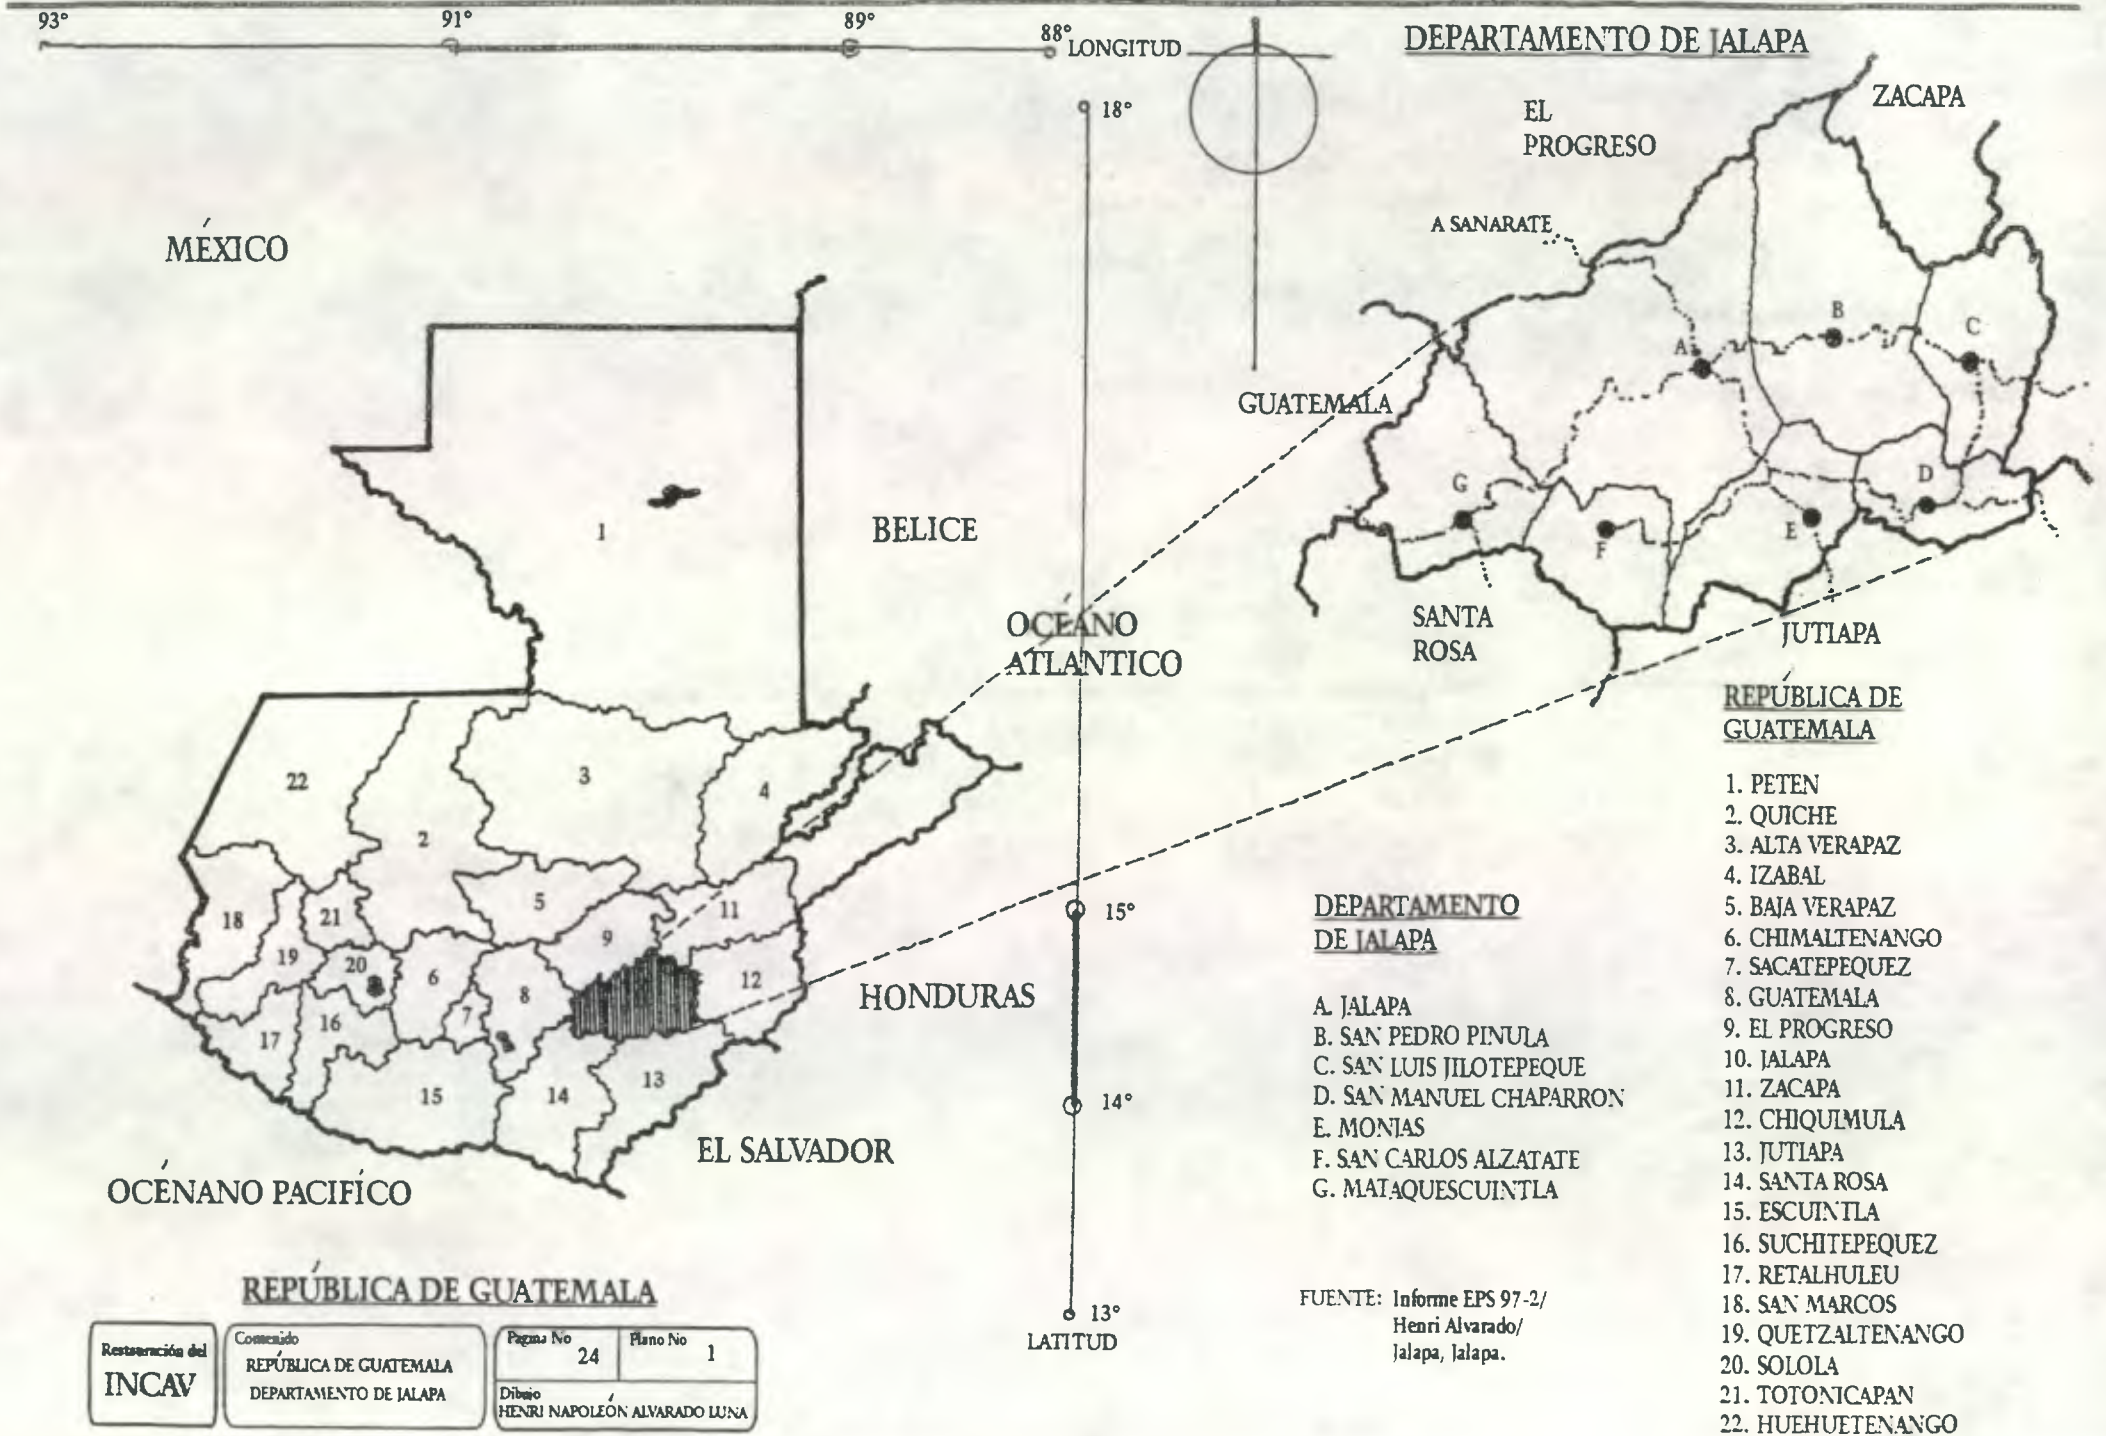 93°
91°
89°
88°
LONGITUD
18°
15°
14°
13°
LATITUD
MÉXICO
BELICE
OCÉANO
ATLANTICO
HONDURAS
EL SALVADOR
OCÉNANO PACIFÍCO
1
22
3
4
2
5
18
21
19
20
6
7
8
9
11
12
17
16
15
14
13
REPÚBLICA DE GUATEMALA
DEPARTAMENTO DE JALAPA
ZACAPA
EL
PROGRESO
A SANARATE
GUATEMALA
A
B
C
D
E
F
G
SANTA
ROSA
JUTIAPA
DEPARTAMENTO
DE JALAPA
A. JALAPA
B. SAN PEDRO PINULA
C. SAN LUIS JILOTEPEQUE
D. SAN MANUEL CHAPARRON
E. MONJAS
F. SAN CARLOS ALZATATE
G. MATAQUESCUINTLA
FUENTE: Informe EPS 97-2/
Henri Alvarado/
Jalapa, Jalapa.
REPÚBLICA DE
GUATEMALA
1. PETEN
2. QUICHE
3. ALTA VERAPAZ
4. IZABAL
5. BAJA VERAPAZ
6. CHIMALTENANGO
7. SACATEPEQUEZ
8. GUATEMALA
9. EL PROGRESO
10. JALAPA
11. ZACAPA
12. CHIQUIMULA
13. JUTIAPA
14. SANTA ROSA
15. ESCUINTLA
16. SUCHITEPEQUEZ
17. RETALHULEU
18. SAN MARCOS
19. QUETZALTENANGO
20. SOLOLA
21. TOTONICAPAN
22. HUEHUETENANGO
Restauración del
INCAV
Contenido
REPÚBLICA DE GUATEMALA
DEPARTAMENTO DE JALAPA
Pagina No
24
Plano No
1
Dibujo
HENRI NAPOLEÓN ALVARADO LUNA